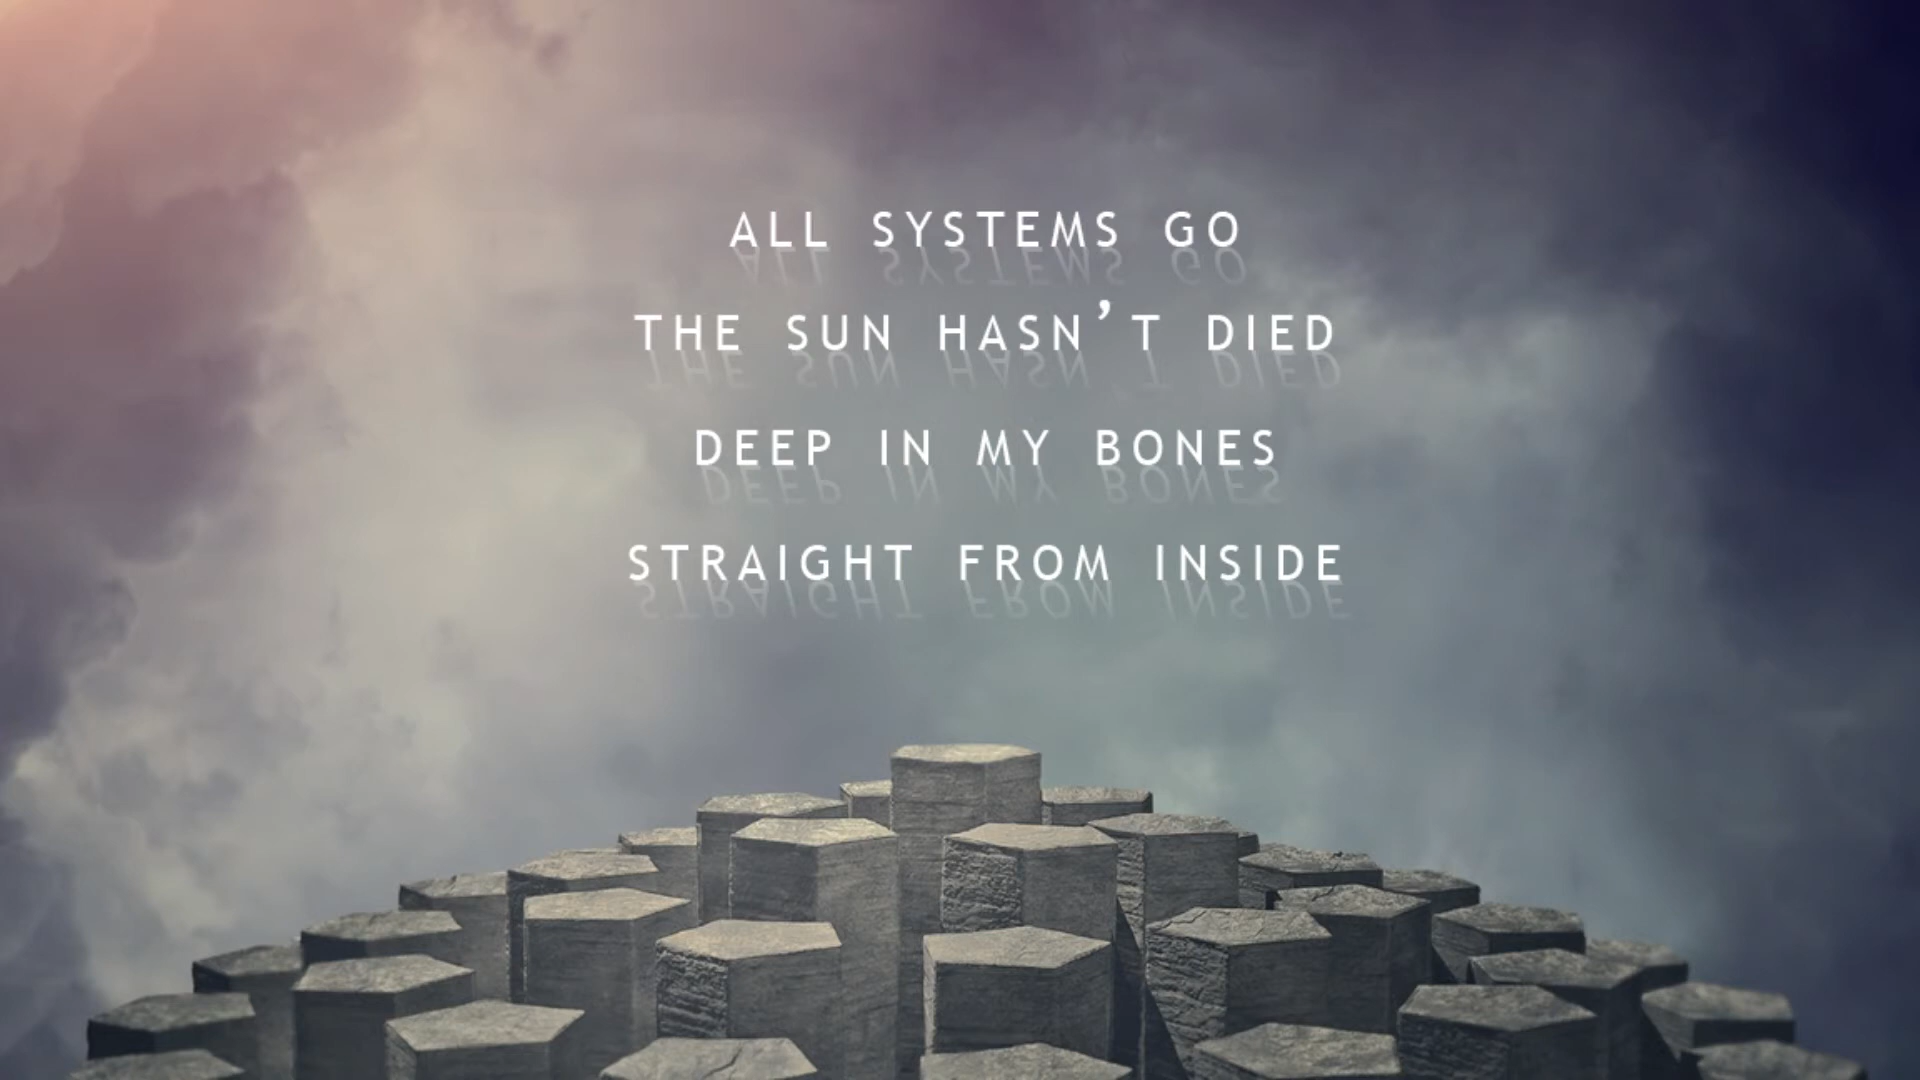 ALL SYSTEMS GO
THE SUN HASN'T DIED
DEEP IN MY BONES
STRAIGHT FROM INSIDE